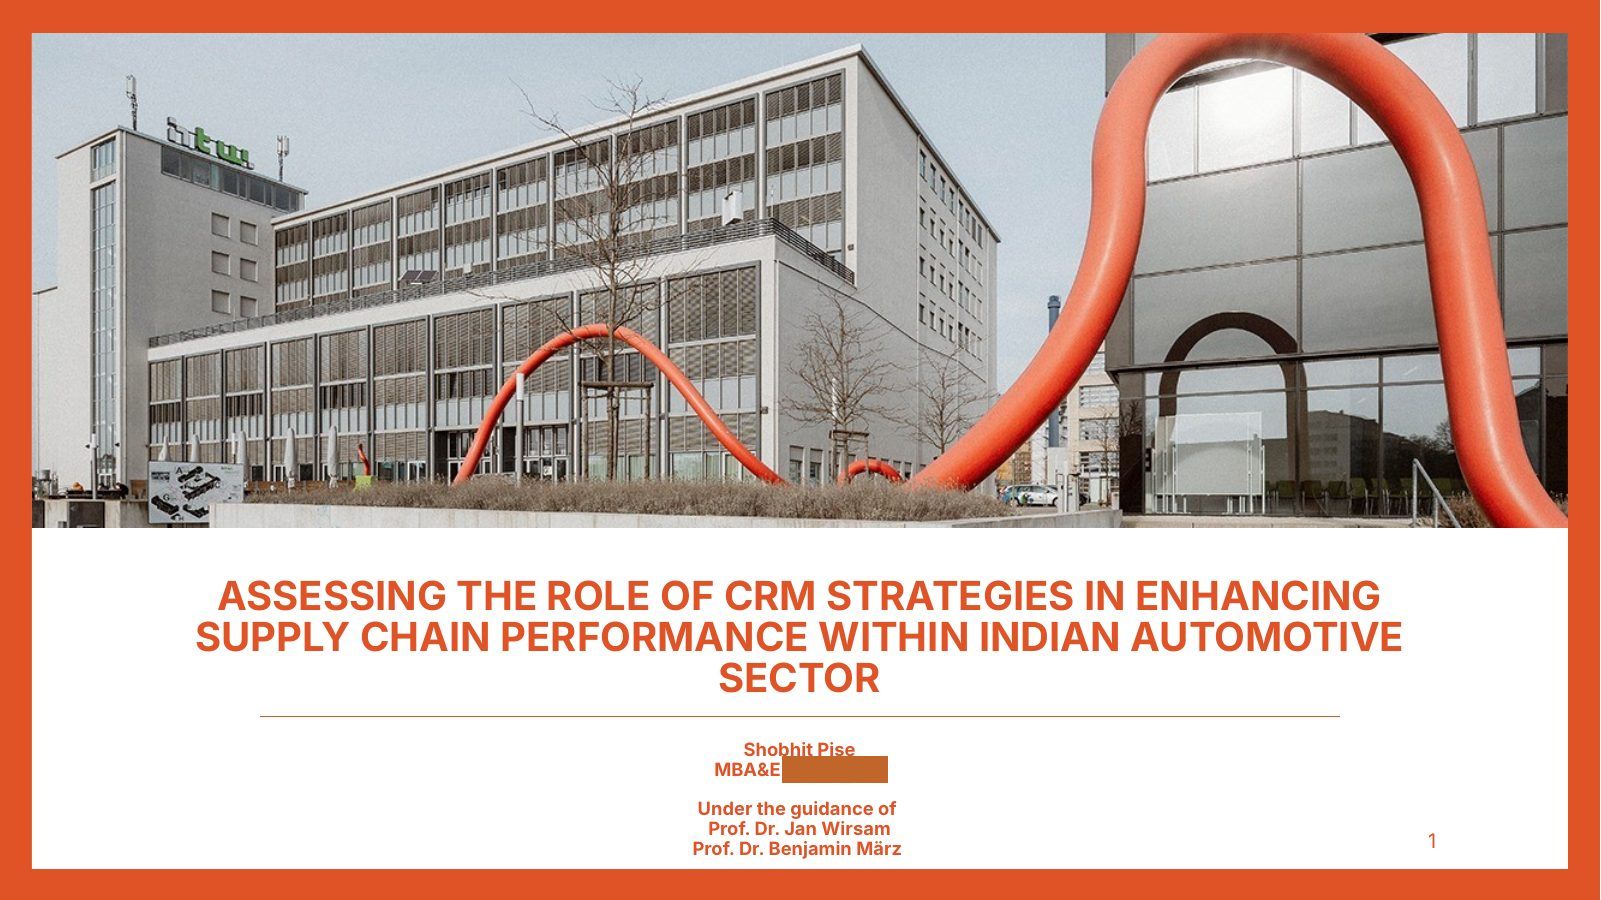 htw.
ASSESSING THE ROLE OF CRM STRATEGIES IN ENHANCING
SUPPLY CHAIN PERFORMANCE WITHIN INDIAN AUTOMOTIVE
SECTOR
Shobhit Pise
MBA&E
Under the guidance of
Prof. Dr. Jan Wirsam
Prof. Dr. Benjamin März
1